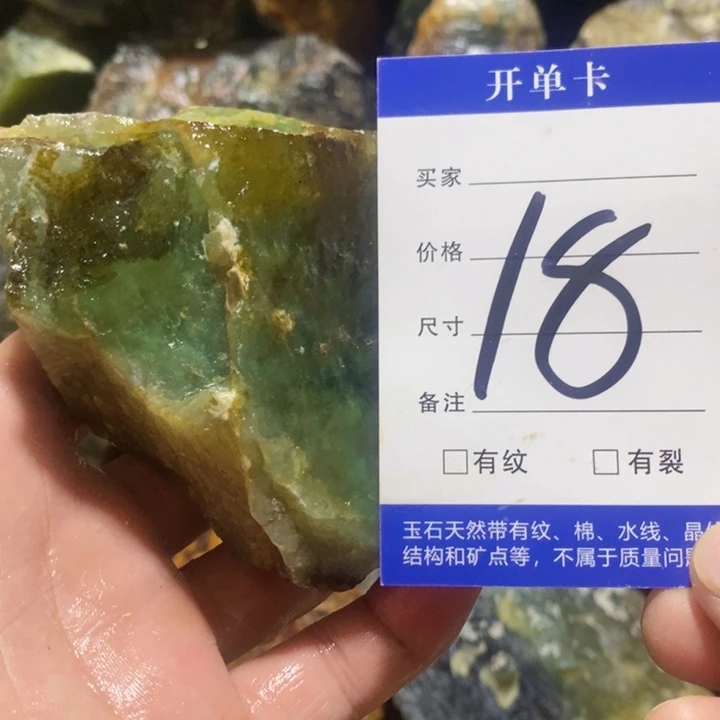 开单卡
买家
价格
尺寸
备注
18
□有纹 □有裂
玉石天然带有纹、棉、水线、晶
结构和矿点等，不属于质量问